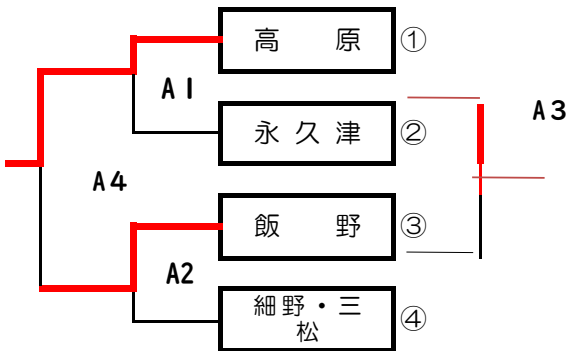 高 原 ①
A1
永久津 ②
A3
A4
飯 野 ③
A2
細野・三
松 ④